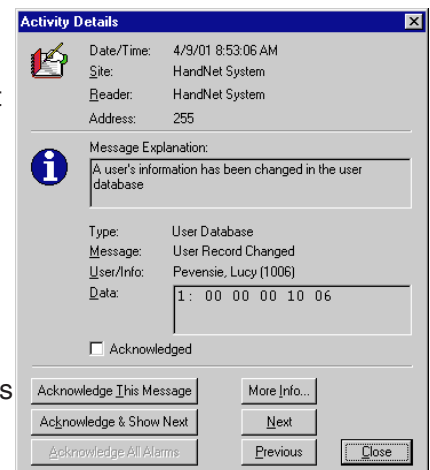 Activity Details
Date/Time: 4/9/01 8:53:06 AM
Site: HandNet System
Reader: HandNet System
Address: 255
Message Explanation:
A user's information has been changed in the user
database
Type: User Database
Message: User Record Changed
User/Info: Pevensie, Lucy (1006)
Data: 1: 00 00 00 10 06
Acknowledged
s
Acknowledge This Message More Info...
Acknowledge & Show Next Next
Acknowledge All Alarms Previous Close